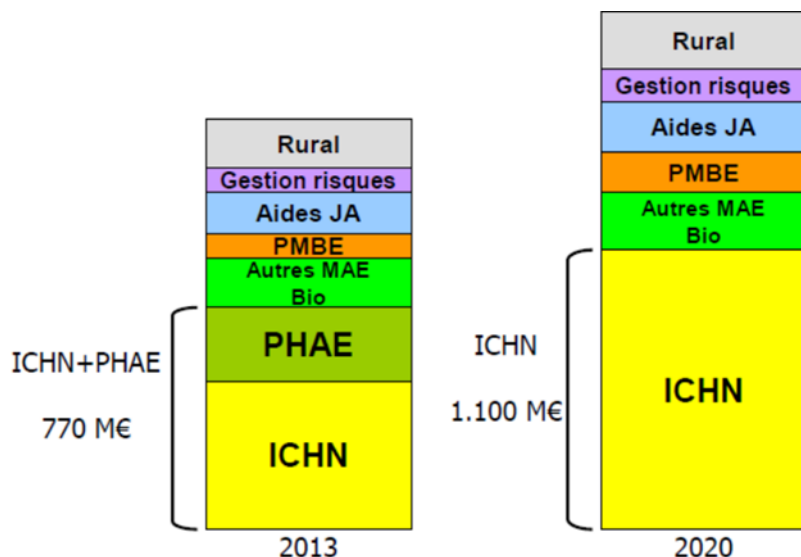 Rural
Gestion risques
Aides JA
PMBE
Autres MAE
Bio
PHAE
ICHN
ICHN+PHAE
770 M€
2013
Rural
Gestion risques
Aides JA
PMBE
Autres MAE
Bio
ICHN
ICHN
1.100 M€
2020